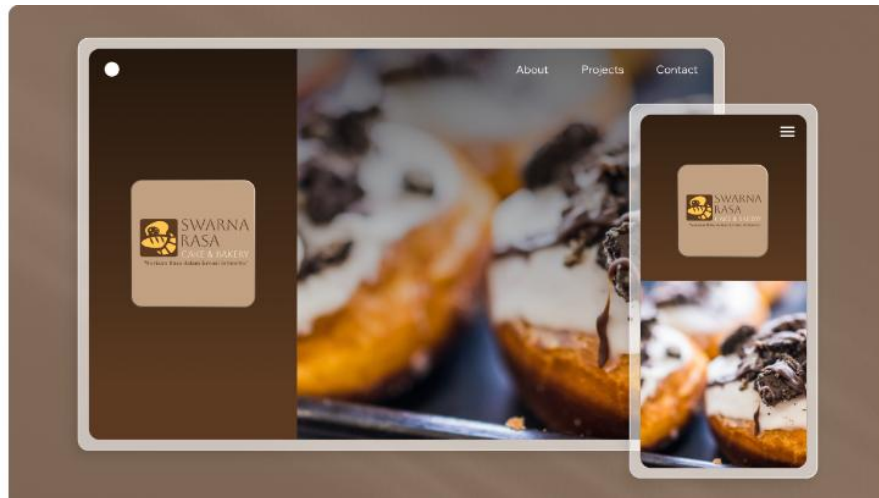 About Projects Contact
SWARNA
RASA
CAKE & BAKERY
SWARNA
RASA
CAKE & BAKERY